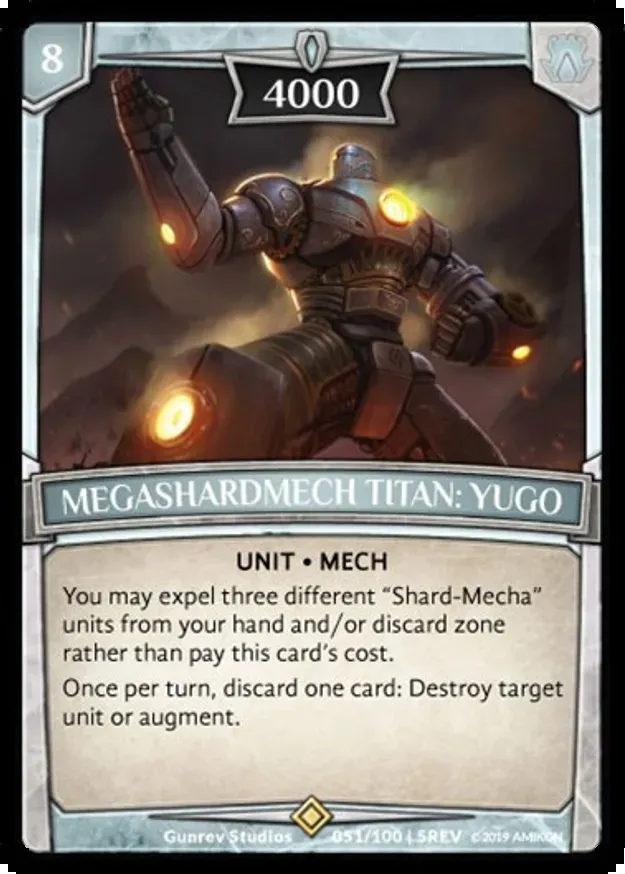 8
4000
MEGASHARDMECH TITAN: YUGO
UNIT • MECH
You may expel three different “Shard-Mecha”
units from your hand and/or discard zone
rather than pay this card’s cost.
Once per turn, discard one card: Destroy target
unit or augment.
Gunrev Studios 051/100 | SREV ©2019 AMIKON